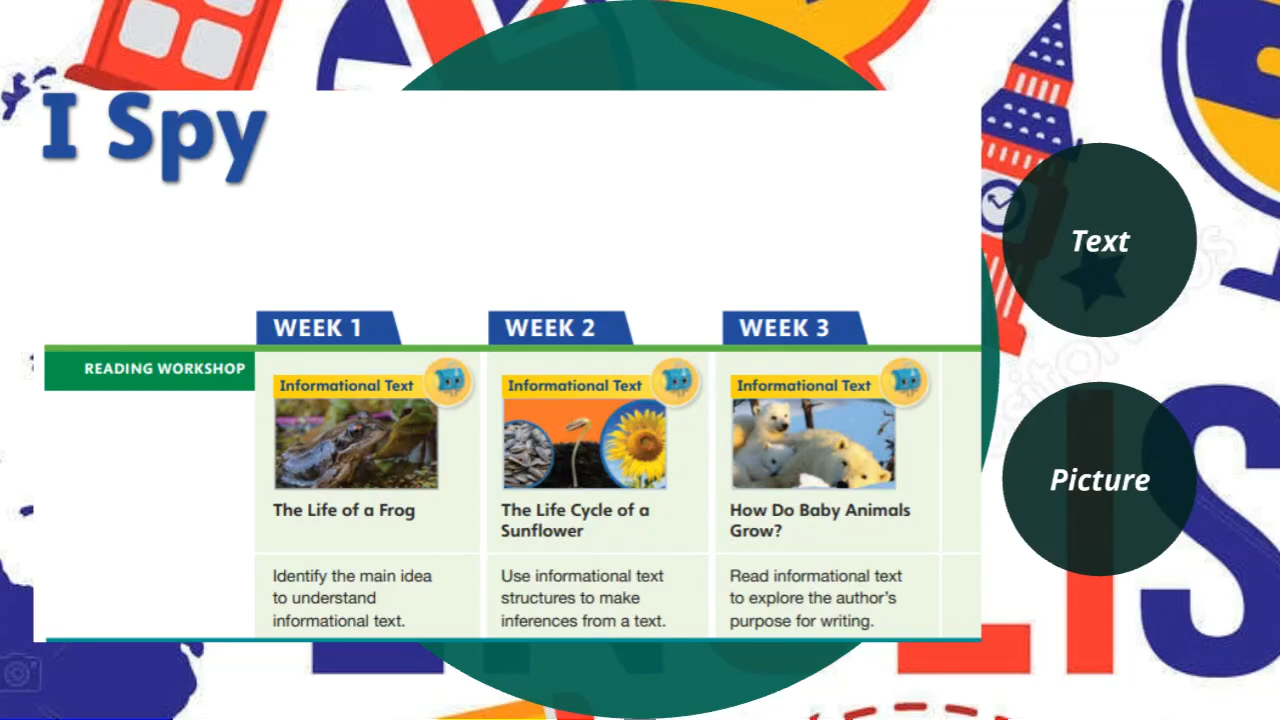 I Spy
WEEK 1
WEEK 2
WEEK 3
READING WORKSHOP
Informational Text
The Life of a Frog
Identify the main idea
to understand
informational text.
Informational Text
The Life Cycle of a
Sunflower
Use informational text
structures to make
inferences from a text.
Informational Text
How Do Baby Animals
Grow?
Read informational text
to explore the author's
purpose for writing.
Text
Picture